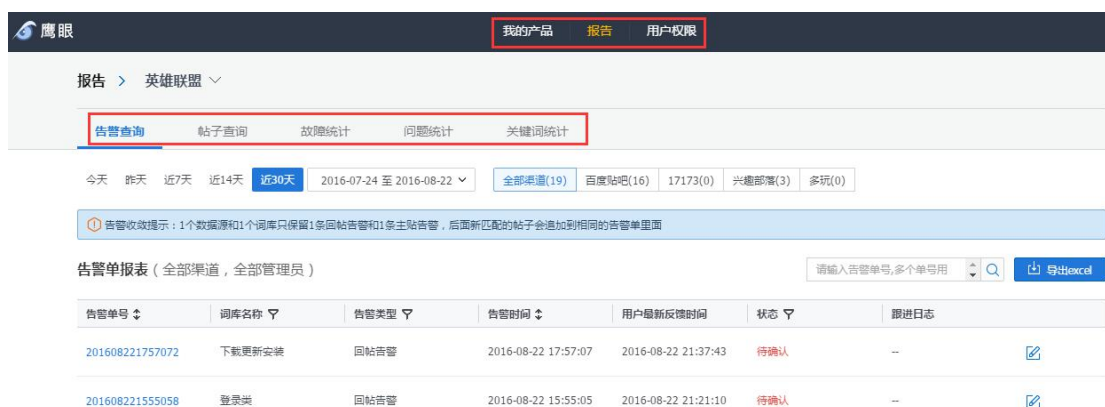 鹰眼 我的产品 报告 用户权限
报告 > 英雄联盟
告警查询 帖子查询 故障统计 问题统计 关键词统计
今天 昨天 近7天 近14天 近30天 2016-07-24 至 2016-08-22 全部渠道(19) 百度贴吧(16) 17173(0) 兴趣部落(3) 多玩(0)
告警收敛提示:1个数据源和1个词库只保留1条回帖告警和1条主贴告警,后面新匹配的帖子会追加到相同的告警单里面
告警单报表(全部渠道,全部管理员) 请输入告警单号,多个单号用 导出excel
告警单号 词库名称 告警类型 告警时间 用户最新反馈时间 状态 跟进日志
201608221757072 下载更新安装 回帖告警 2016-08-22 17:57:07 2016-08-22 21:37:43 待确认 --
201608221555058 登录类 回帖告警 2016-08-22 15:55:05 2016-08-22 21:21:10 待确认 --